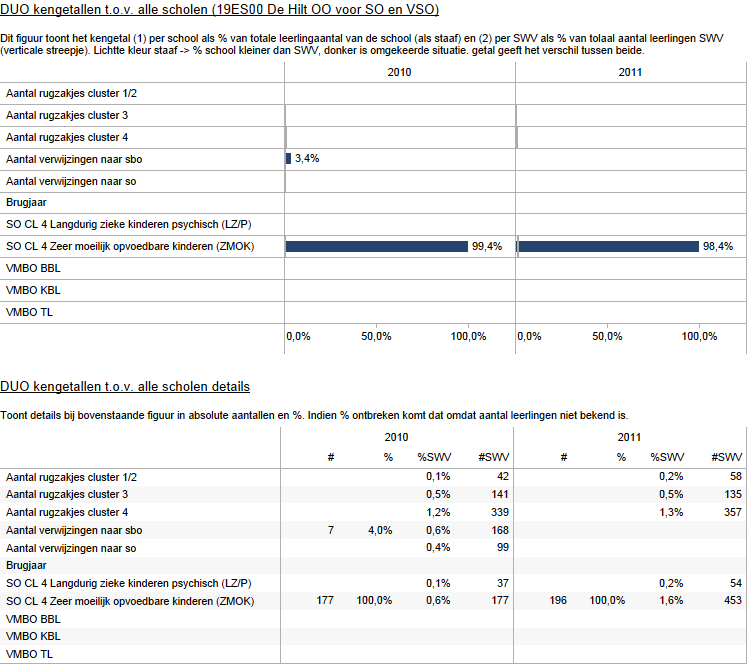 DUO kengetallen t.o.v. alle scholen (19ES00 De Hilt OO voor SO en VSO)
Dit figuur toont het kengetal (1) per school als % van totale leerlingaantal van de school (als staaf) en (2) per SWV als % van tolaal aantal leerlingen SWV
(verticale streepje). Lichtte kleur staaf -> % school kleiner dan SWV, donker is omgekeerde situatie. getal geeft het verschil tussen beide.
2010 2011
Aantal rugzakjes cluster 1/2
Aantal rugzakjes cluster 3
Aantal rugzakjes cluster 4
Aantal verwijzingen naar sbo 3,4%
Aantal verwijzingen naar so
Brugjaar
SO CL 4 Langdurig zieke kinderen psychisch (LZ/P)
SO CL 4 Zeer moeilijk opvoedbare kinderen (ZMOK) 99,4% 98,4%
VMBO BBL
VMBO KBL
VMBO TL
0,0% 50,0% 100,0% 0,0% 50,0% 100,0%
DUO kengetallen t.o.v. alle scholen details
Toont details bij bovenstaande figuur in absolute aantallen en %. Indien % ontbreken komt dat omdat aantal leerlingen niet bekend is.
2010 2011
# % %SWV #SWV # % %SWV #SWV
Aantal rugzakjes cluster 1/2 0,1% 42 0,2% 58
Aantal rugzakjes cluster 3 0,5% 141 0,5% 135
Aantal rugzakjes cluster 4 1,2% 339 1,3% 357
Aantal verwijzingen naar sbo 7 4,0% 0,6% 168
Aantal verwijzingen naar so 0,4% 99
Brugjaar
SO CL 4 Langdurig zieke kinderen psychisch (LZ/P) 0,1% 37 0,2% 54
SO CL 4 Zeer moeilijk opvoedbare kinderen (ZMOK) 177 100,0% 0,6% 177 196 100,0% 1,6% 453
VMBO BBL
VMBO KBL
VMBO TL